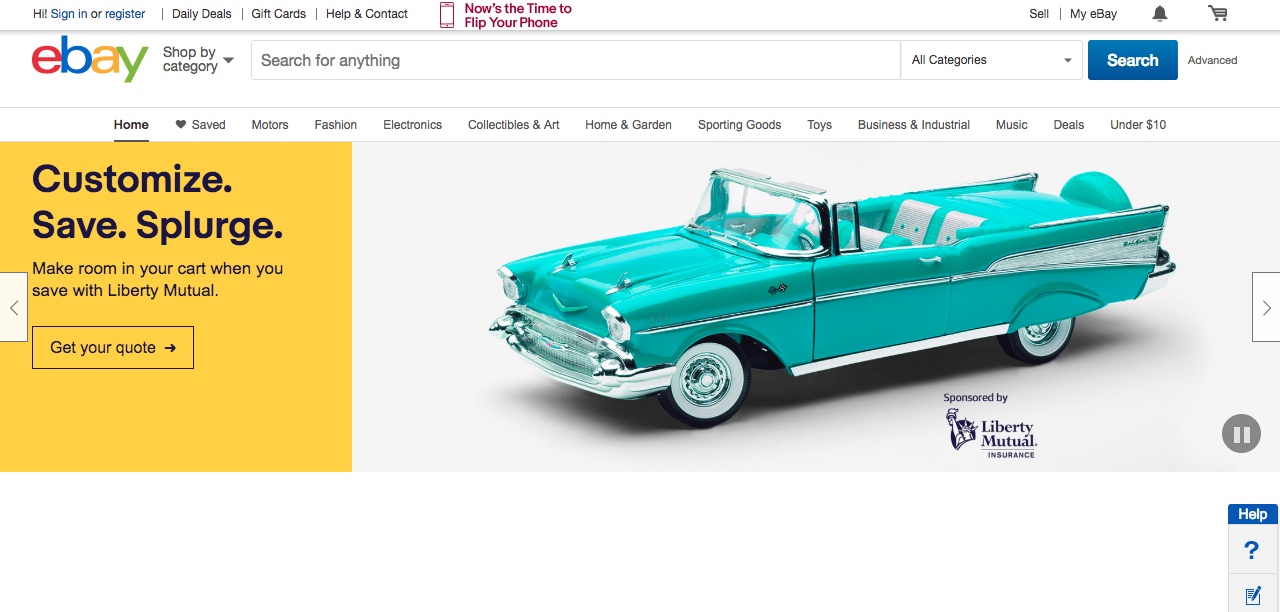 Hi! Sign in or register | Daily Deals | Gift Cards | Help & Contact
Now's the Time to
Flip Your Phone
Sell | My eBay
ebay
Shop by
category
Search for anything
All Categories
Search
Advanced
Home
Saved
Motors
Fashion
Electronics
Collectibles & Art
Home & Garden
Sporting Goods
Toys
Business & Industrial
Music
Deals
Under $10
Customize.
Save. Splurge.
Make room in your cart when you
save with Liberty Mutual.
Get your quote →
Sponsored by
Liberty
Mutual.
INSURANCE
Help
?